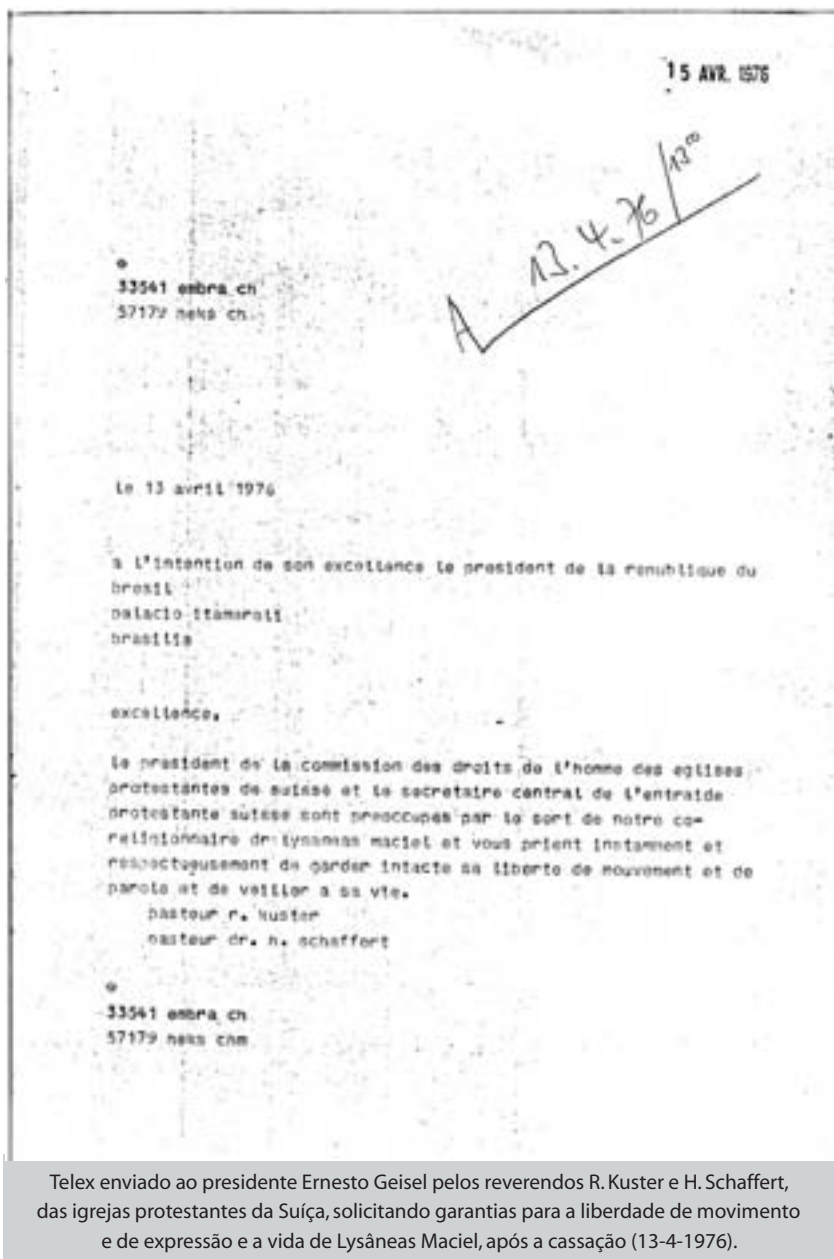 15 AVR. 1976
A 13.4.76/13⁰⁰
33541 embra ch
57179 heks ch
le 13 avril 1976
a l'intention de son excellence le president de la republique du
bresil
palacio itamarati
brasilia
excellence,
le president de la commission des droits de l'homme des eglises
protestantes de suisse et le secretaire central de l'entraide
protestante suisse sont preoccupes par le sort de notre co-
religionnaire dr lysaneas maciel et vous prient instamment et
respectueusement de garder intacte sa liberte de mouvement et de
parole et de veiller a sa vie.
pasteur r. kuster
pasteur dr. h. schaffert
33541 embra ch
57179 heks chm
Telex enviado ao presidente Ernesto Geisel pelos reverendos R. Kuster e H. Schaffert,
das igrejas protestantes da Suíça, solicitando garantias para a liberdade de movimento
e de expressão e a vida de Lysâneas Maciel, após a cassação (13-4-1976).